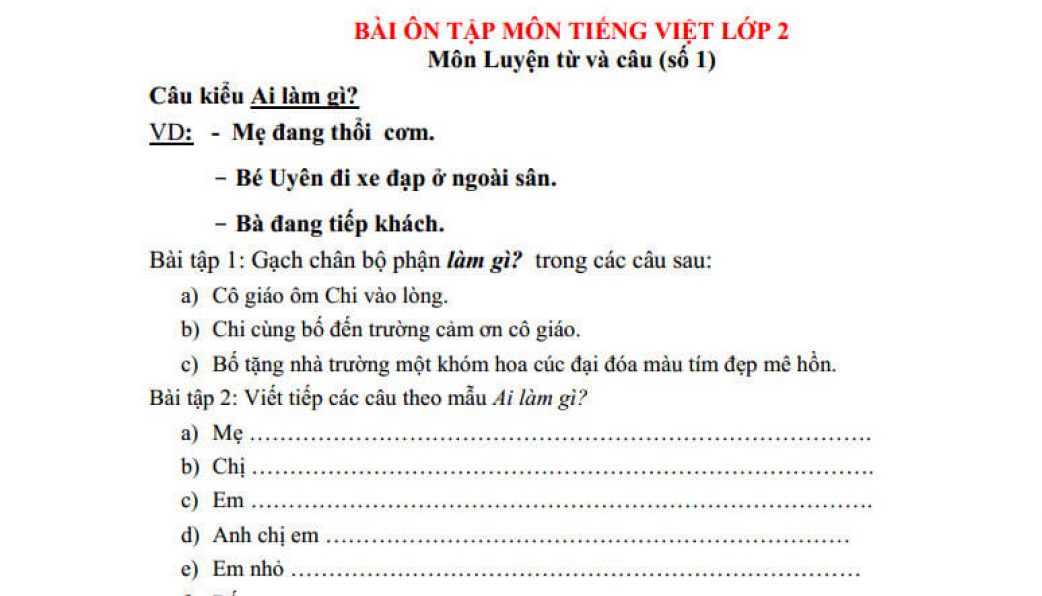 BÀI ÔN TẬP MÔN TIẾNG VIỆT LỚP 2
Môn Luyện từ và câu (số 1)
Câu kiểu Ai làm gì?
VD: - Mẹ đang thổi cơm.
- Bé Uyên đi xe đạp ở ngoài sân.
- Bà đang tiếp khách.
Bài tập 1: Gạch chân bộ phận làm gì? trong các câu sau:
a) Cô giáo ôm Chi vào lòng.
b) Chi cùng bố đến trường cảm ơn cô giáo.
c) Bố tặng nhà trường một khóm hoa cúc đại đóa màu tím đẹp mê hồn.
Bài tập 2: Viết tiếp các câu theo mẫu Ai làm gì?
a) Mẹ ........................................................................
b) Chị ........................................................................
c) Em ........................................................................
d) Anh chị em ............................................................
e) Em nhỏ ..................................................................